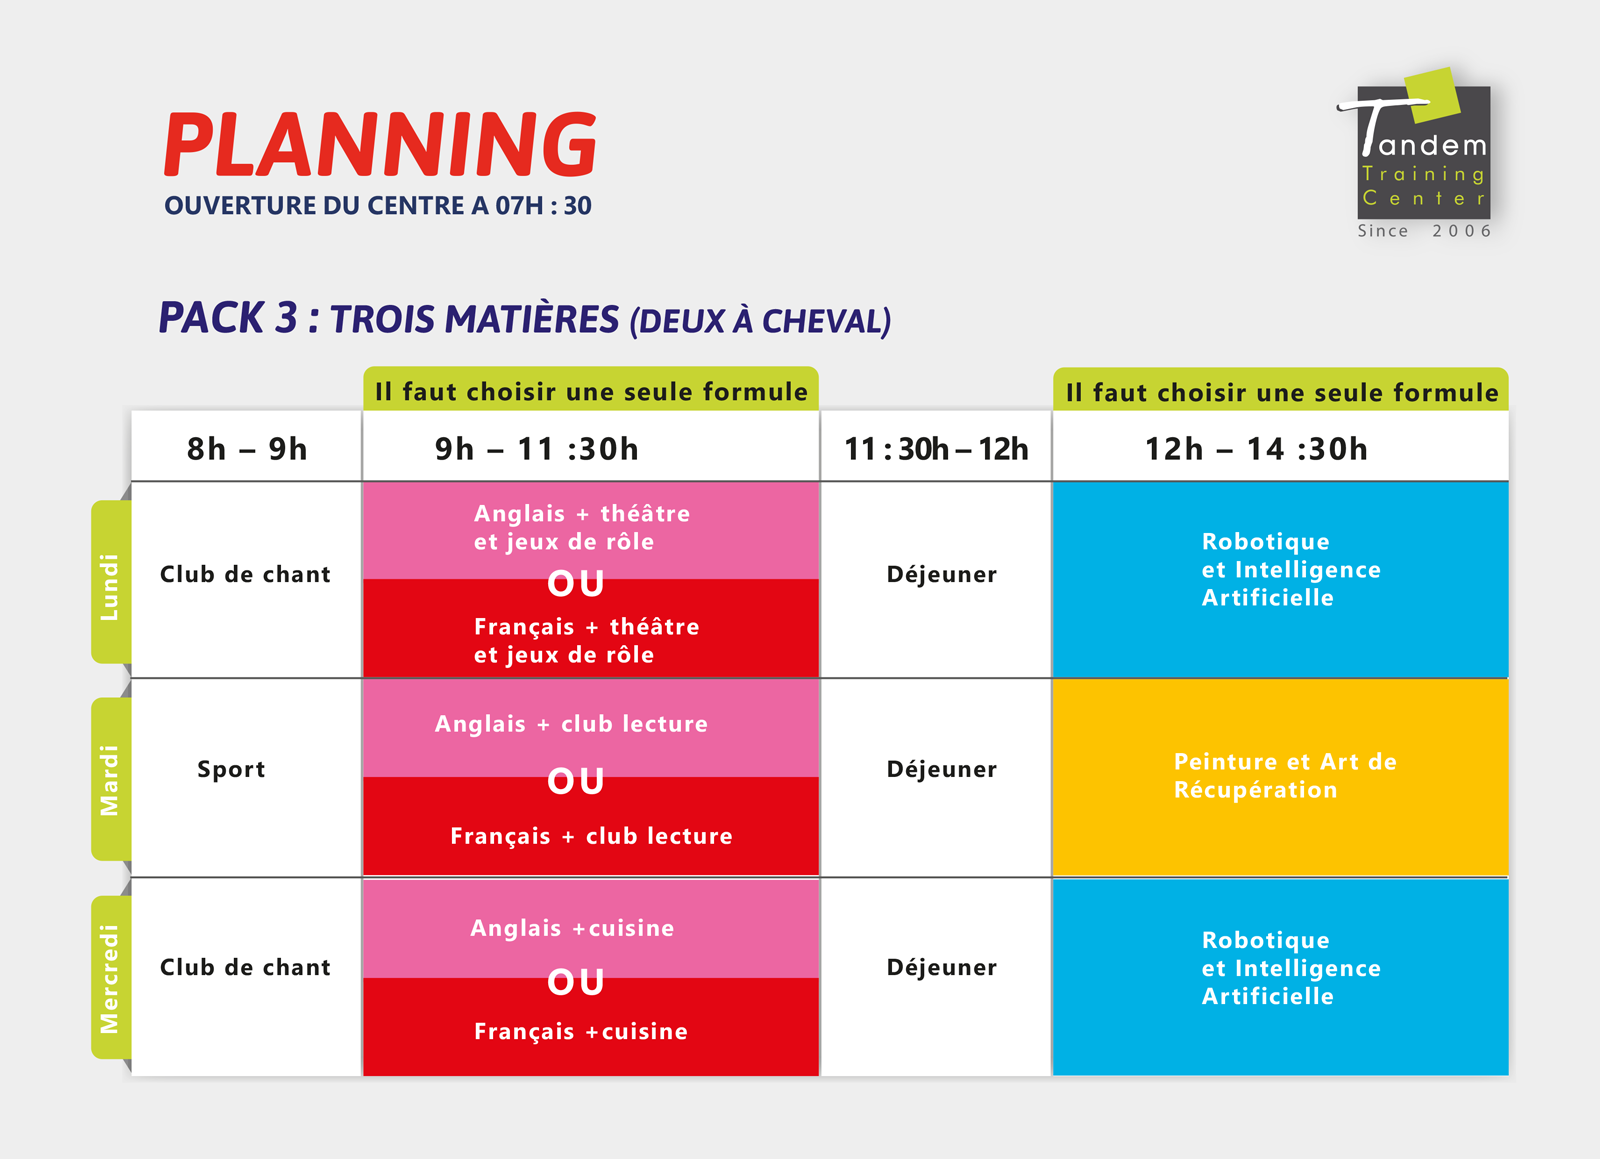 PLANNING
OUVERTURE DU CENTRE A 07H : 30
Tandem
Training
Center
Since 2006
PACK 3 : TROIS MATIÈRES (DEUX À CHEVAL)
Il faut choisir une seule formule
Il faut choisir une seule formule
8h – 9h
9h – 11 :30h
11 : 30h – 12h
12h – 14 :30h
Lundi
Club de chant
Anglais + théâtre
et jeux de rôle
OU
Français + théâtre
et jeux de rôle
Déjeuner
Robotique
et Intelligence
Artificielle
Mardi
Sport
Anglais + club lecture
OU
Français + club lecture
Déjeuner
Peinture et Art de
Récupération
Mercredi
Club de chant
Anglais +cuisine
OU
Français +cuisine
Déjeuner
Robotique
et Intelligence
Artificielle